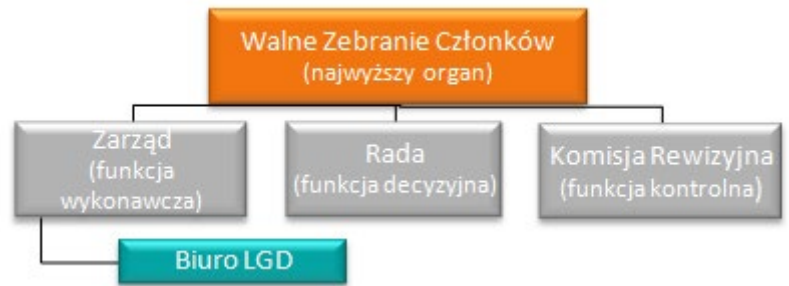 Walne Zebranie Członków
(najwyższy organ)
Zarząd
(funkcja
wykonawcza)
Rada
(funkcja decyzyjna)
Komisja Rewizyjna
(funkcja kontrolna)
Biuro LGD